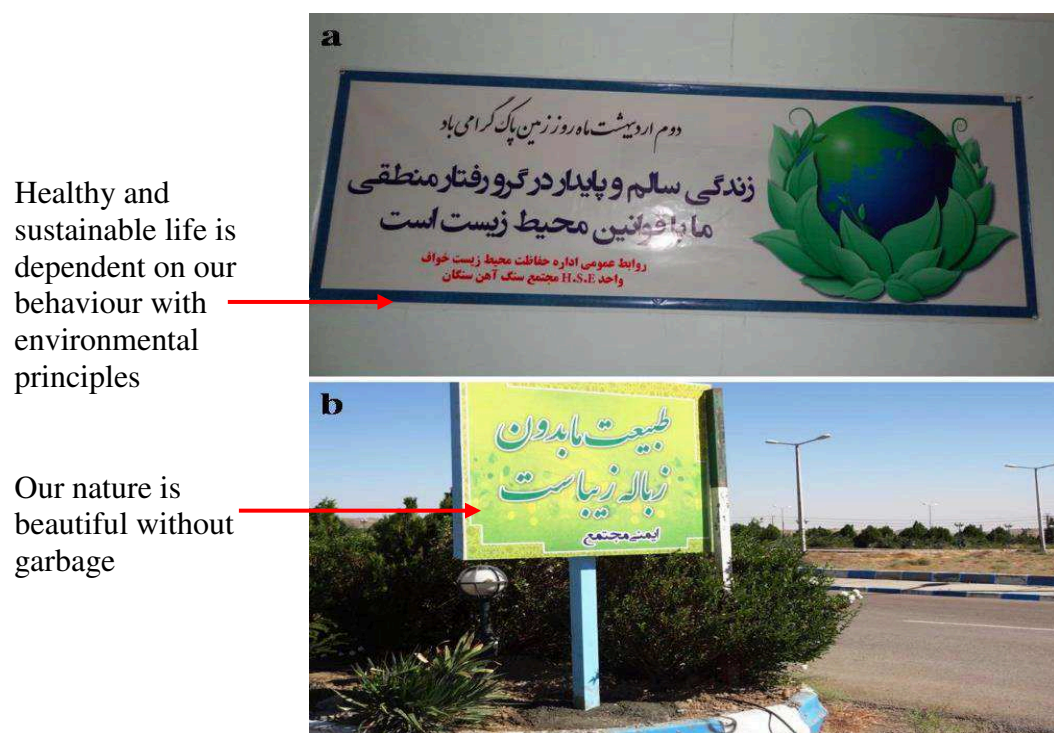 a
دوم اردیبهشت ماه روز زمین پاک گرامی باد
زندگی سالم و پایدار در گرو رفتار منطقی
ما با قوانین محیط زیست است
روابط عمومی اداره حفاظت محیط زیست خواف
واحد H.S.E مجتمع سنگ آهن سنگان
Healthy and
sustainable life is
dependent on our
behaviour with
environmental
principles
b
طبیعت ما بدون
زباله زیباست
ایمنی مجتمع
Our nature is
beautiful without
garbage